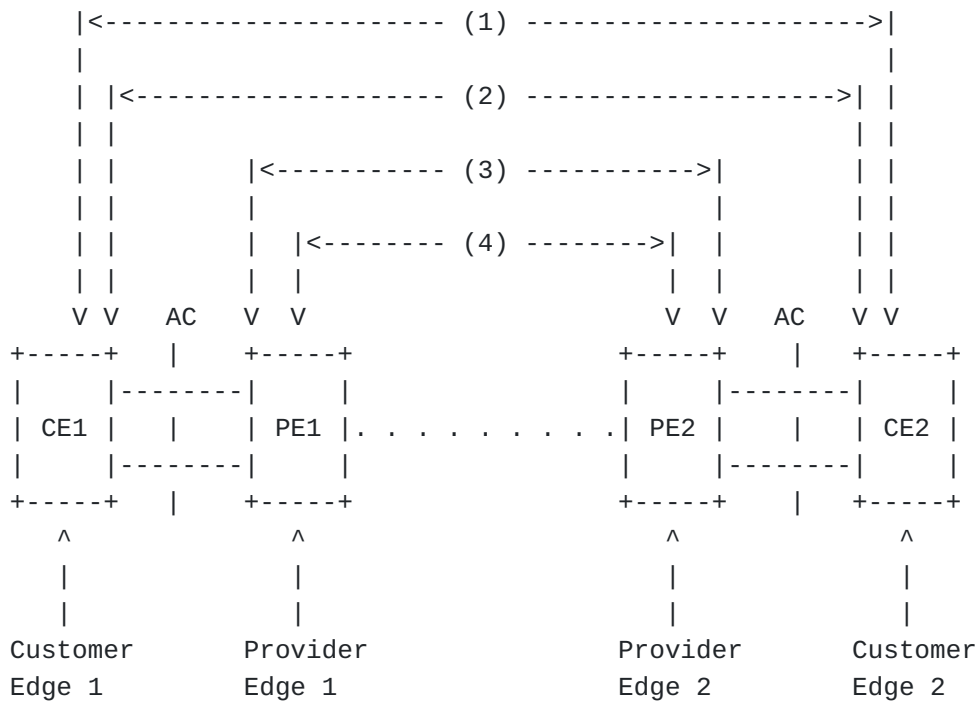 |<---------------------- (1) ---------------------->|
|                                                   |
| |<--------------------- (2) -------------------->| |
| |                                               | |
| |        |<----------- (3) ----------->|        | |
| |        |                             |        | |
| |        |  |<-------- (4) -------->|  |        | |
| |        |  |                       |  |        | |
V V   AC   V  V                       V  V   AC   V V
+-----+   |    +-----+                 +-----+    |   +-----+
|     |--------|     |                 |     |--------|     |
| CE1 |   |    | PE1 |. . . . . . . . .| PE2 |    |   | CE2 |
|     |--------|     |                 |     |--------|     |
+-----+   |    +-----+                 +-----+    |   +-----+
^              ^                       ^              ^
|              |                       |              |
|              |                       |              |
Customer       Provider                Provider       Customer
Edge 1         Edge 1                  Edge 2         Edge 2